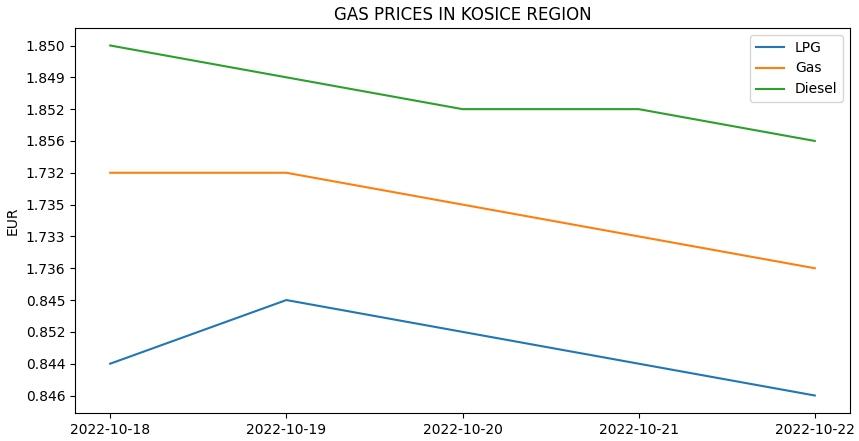 GAS PRICES IN KOSICE REGION
LPG
Gas
Diesel
EUR
1.850
1.849
1.852
1.856
1.732
1.735
1.733
1.736
0.845
0.852
0.844
0.846
2022-10-18 2022-10-19 2022-10-20 2022-10-21 2022-10-22